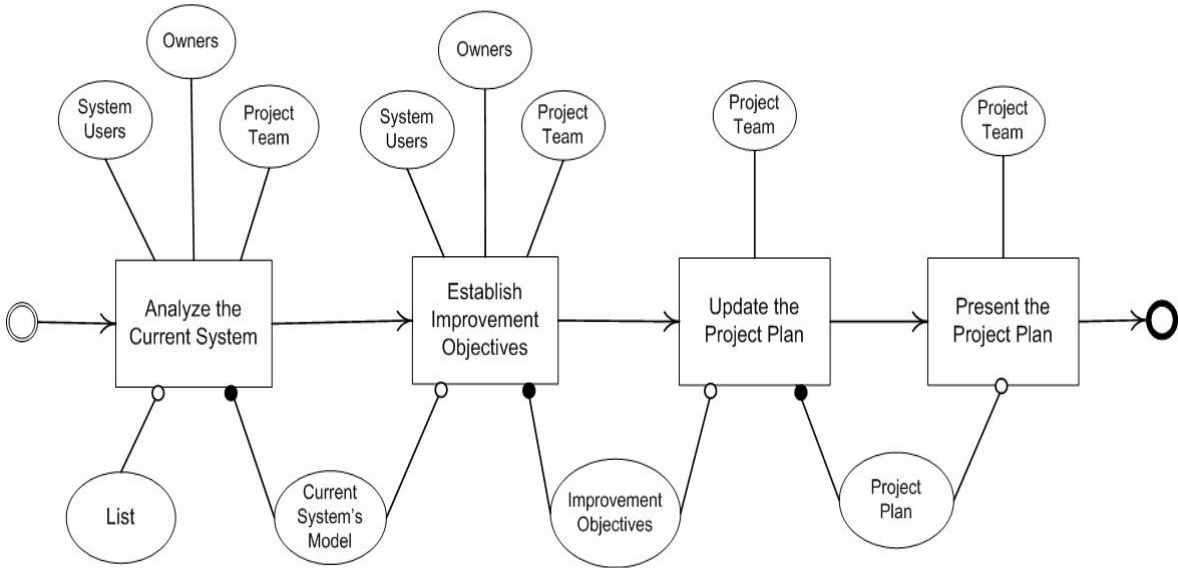 Owners
System
Users
Project
Team
Owners
System
Users
Project
Team
Project
Team
Project
Team
Analyze the
Current System
Establish
Improvement
Objectives
Update the
Project Plan
Present the
Project Plan
List
Current
System's
Model
Improvement
Objectives
Project
Plan